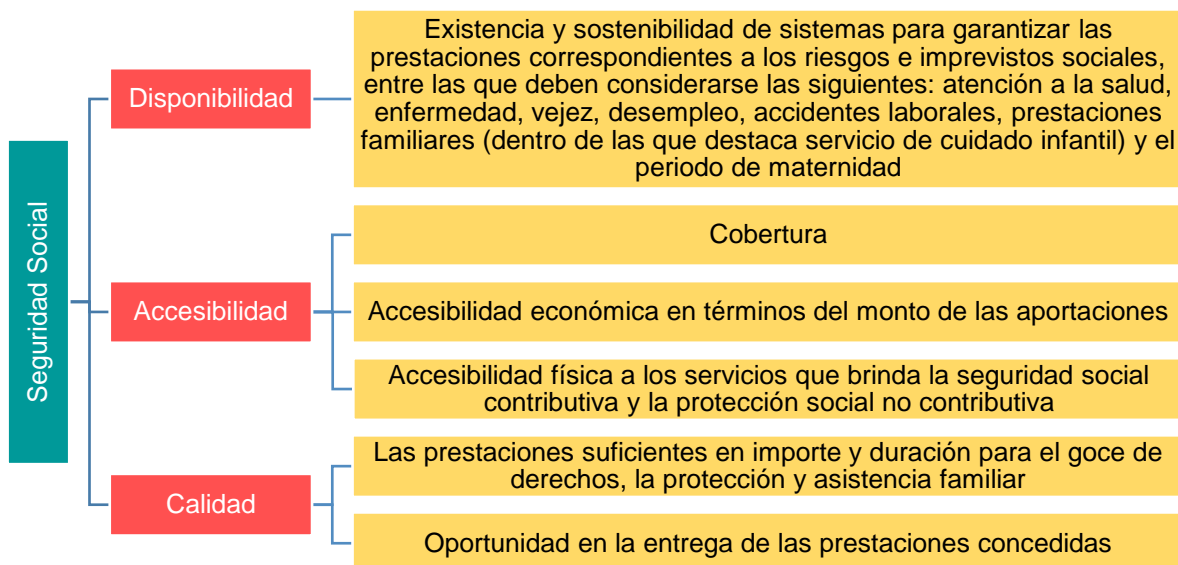 Seguridad Social
Disponibilidad
Existencia y sostenibilidad de sistemas para garantizar las
prestaciones correspondientes a los riesgos e imprevistos sociales,
entre las que deben considerarse las siguientes: atención a la salud,
enfermedad, vejez, desempleo, accidentes laborales, prestaciones
familiares (dentro de las que destaca servicio de cuidado infantil) y el
periodo de maternidad
Accesibilidad
Cobertura
Accesibilidad económica en términos del monto de las aportaciones
Accesibilidad física a los servicios que brinda la seguridad social
contributiva y la protección social no contributiva
Calidad
Las prestaciones suficientes en importe y duración para el goce de
derechos, la protección y asistencia familiar
Oportunidad en la entrega de las prestaciones concedidas